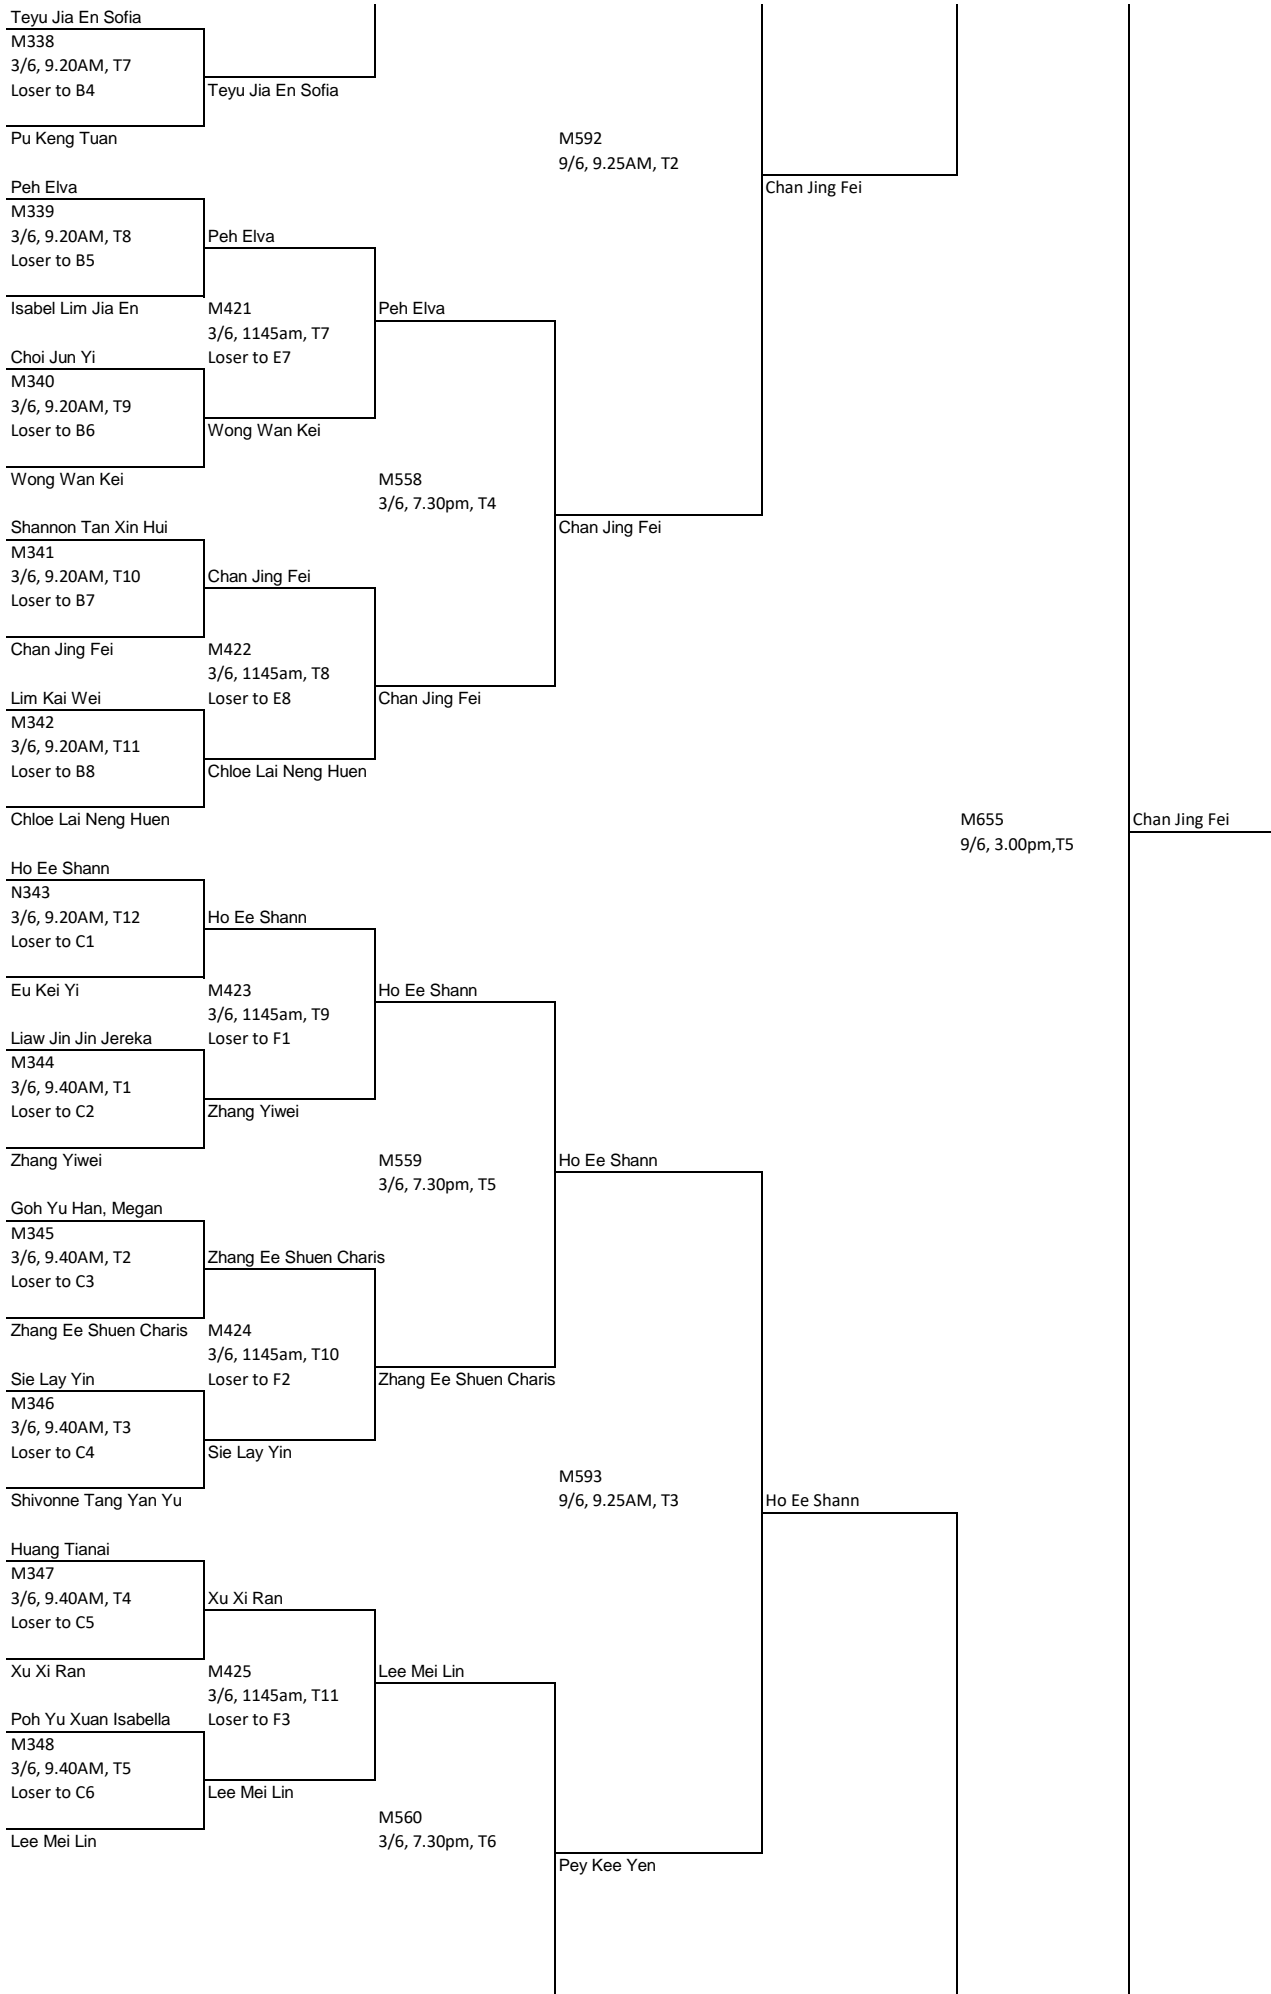 Teyu Jia En Sofia
M338
3/6, 9.20AM, T7
Loser to B4
Teyu Jia En Sofia
Pu Keng Tuan
M592
9/6, 9.25AM, T2
Peh Elva
Chan Jing Fei
M339
3/6, 9.20AM, T8
Peh Elva
Loser to B5
Isabel Lim Jia En
M421
Peh Elva
3/6, 1145am, T7
Choi Jun Yi
Loser to E7
M340
3/6, 9.20AM, T9
Loser to B6
Wong Wan Kei
Wong Wan Kei
M558
3/6, 7.30pm, T4
Shannon Tan Xin Hui
Chan Jing Fei
M341
3/6, 9.20AM, T10
Chan Jing Fei
Loser to B7
Chan Jing Fei
M422
3/6, 1145am, T8
Lim Kai Wei
Loser to E8
Chan Jing Fei
M342
3/6, 9.20AM, T11
Loser to B8
Chloe Lai Neng Huen
Chloe Lai Neng Huen
M655
Chan Jing Fei
9/6, 3.00pm,T5
Ho Ee Shann
N343
3/6, 9.20AM, T12
Ho Ee Shann
Loser to C1
Eu Kei Yi
M423
Ho Ee Shann
3/6, 1145am, T9
Liaw Jin Jin Jereka
Loser to F1
M344
3/6, 9.40AM, T1
Loser to C2
Zhang Yiwei
Zhang Yiwei
M559
Ho Ee Shann
3/6, 7.30pm, T5
Goh Yu Han, Megan
M345
3/6, 9.40AM, T2
Zhang Ee Shuen Charis
Loser to C3
Zhang Ee Shuen Charis
M424
3/6, 1145am, T10
Sie Lay Yin
Loser to F2
Zhang Ee Shuen Charis
M346
3/6, 9.40AM, T3
Loser to C4
Sie Lay Yin
M593
Shivonne Tang Yan Yu
9/6, 9.25AM, T3
Ho Ee Shann
Huang Tianai
M347
3/6, 9.40AM, T4
Xu Xi Ran
Loser to C5
Xu Xi Ran
M425
Lee Mei Lin
3/6, 1145am, T11
Poh Yu Xuan Isabella
Loser to F3
M348
3/6, 9.40AM, T5
Loser to C6
Lee Mei Lin
M560
Lee Mei Lin
3/6, 7.30pm, T6
Pey Kee Yen